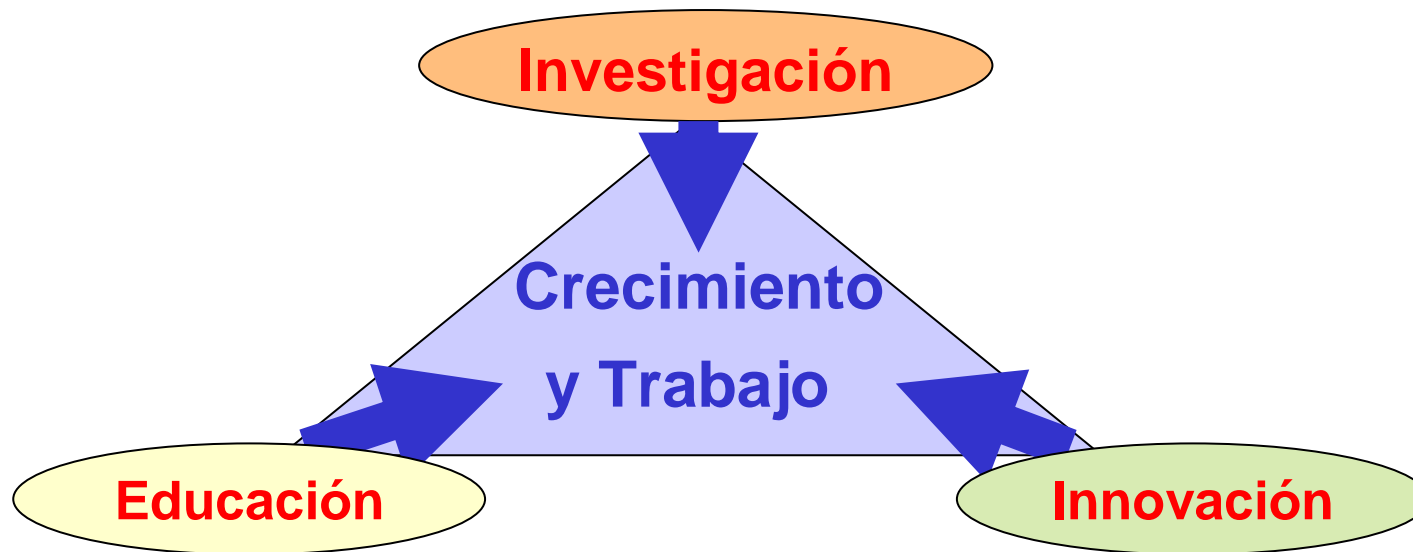 Investigación
Crecimiento
y Trabajo
Educación
Innovación